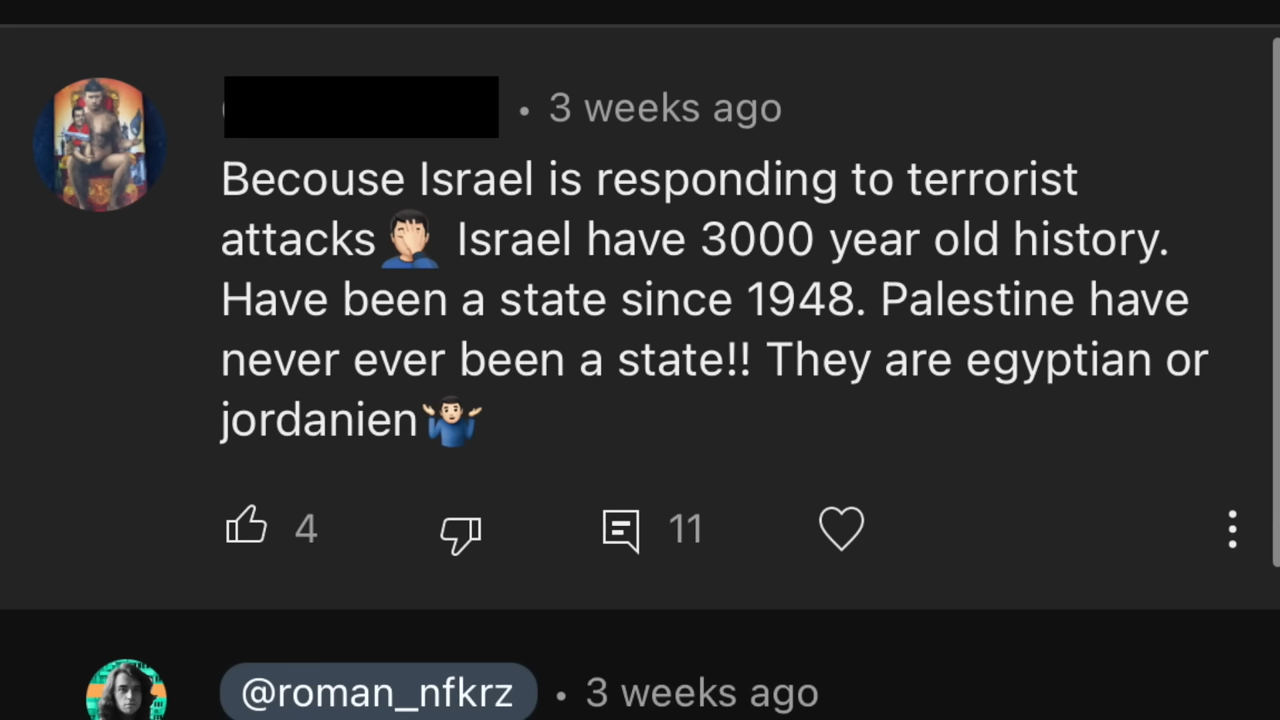 • 3 weeks ago
Becouse Israel is responding to terrorist
attacks🤦🏻‍♂️ Israel have 3000 year old history.
Have been a state since 1948. Palestine have
never ever been a state!! They are egyptian or
jordanien🤷🏻‍♂️
4 11
@roman_nfkrz • 3 weeks ago